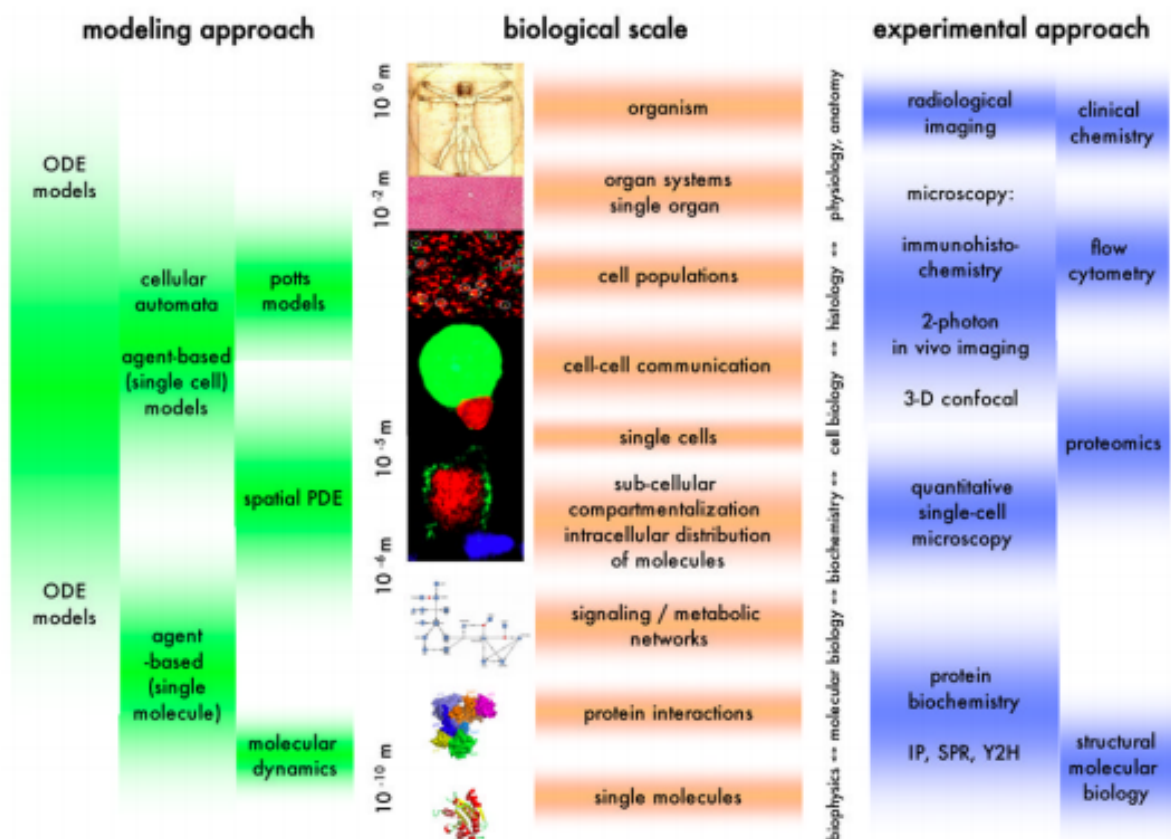 modeling approach
biological scale
experimental approach
ODE
models
cellular
automata
potts
models
agent-based
(single cell)
models
spatial PDE
ODE
models
agent
-based
(single
molecule)
molecular
dynamics
10⁰ m
10⁻² m
10⁻⁵ m
10⁻⁶ m
10⁻¹⁰ m
organism
organ systems
single organ
cell populations
cell-cell communication
single cells
sub-cellular
compartmentalization
intracellular distribution
of molecules
signaling / metabolic
networks
protein interactions
single molecules
biophysics ↔ molecular biology ↔ biochemistry ↔ cell biology ↔ histology ↔ physiology, anatomy
radiological
imaging
clinical
chemistry
microscopy:
immunohisto-
chemistry
flow
cytometry
2-photon
in vivo imaging
3-D confocal
proteomics
quantitative
single-cell
microscopy
protein
biochemistry
IP, SPR, Y2H
structural
molecular
biology